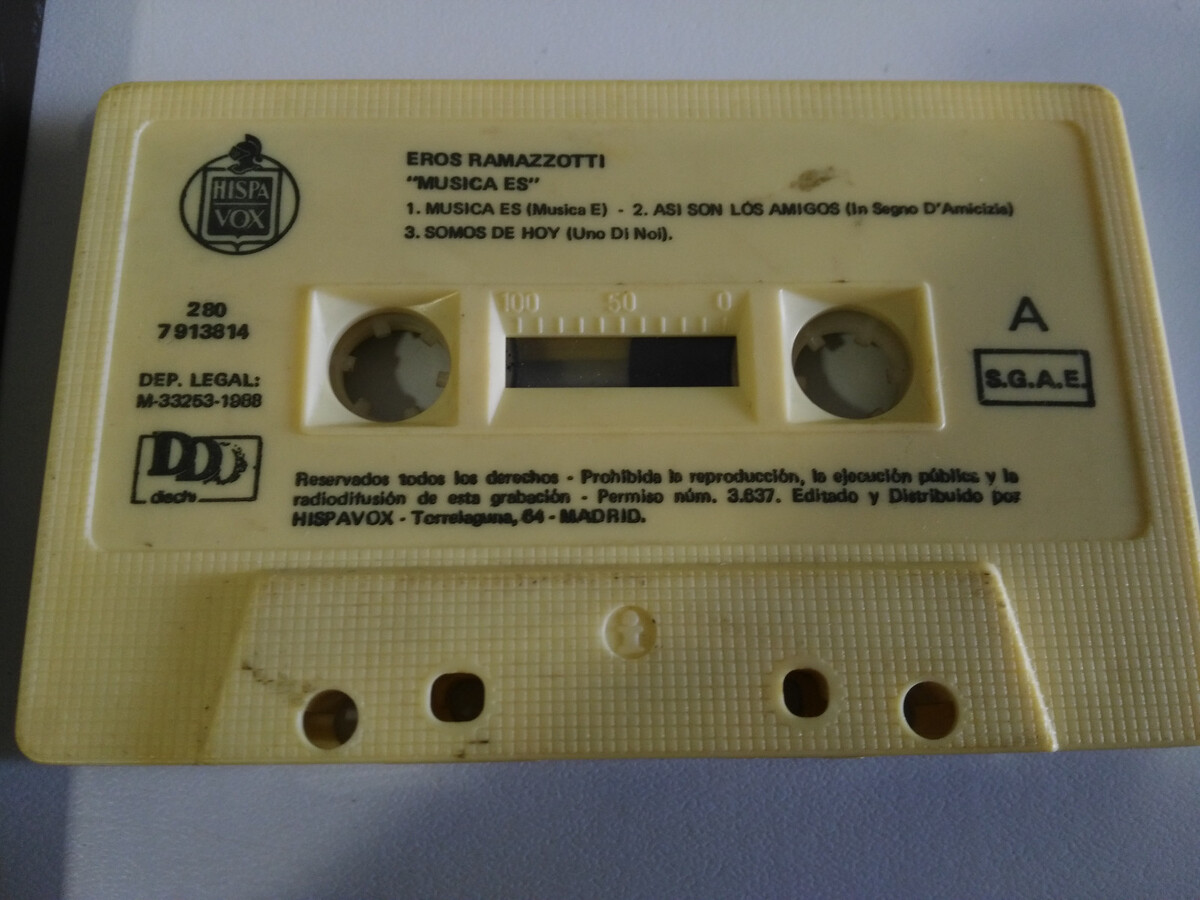 HISPA
VOX
EROS RAMAZZOTTI
"MUSICA ES"
1. MUSICA ES (Musica E) - 2. ASI SON LOS AMIGOS (In Segno D'Amicizia)
3. SOMOS DE HOY (Uno Di Noi).
280
7913814
100 50 0
A
DEP. LEGAL:
M-33253-1988
S.G.A.E.
DDD
dischi
Reservados todos los derechos - Prohibida la reproducción, la ejecución pública y la
radiodifusión de esta grabación - Permiso núm. 3.637. Editado y Distribuido por
HISPAVOX - Torrelaguna, 64 - MADRID.